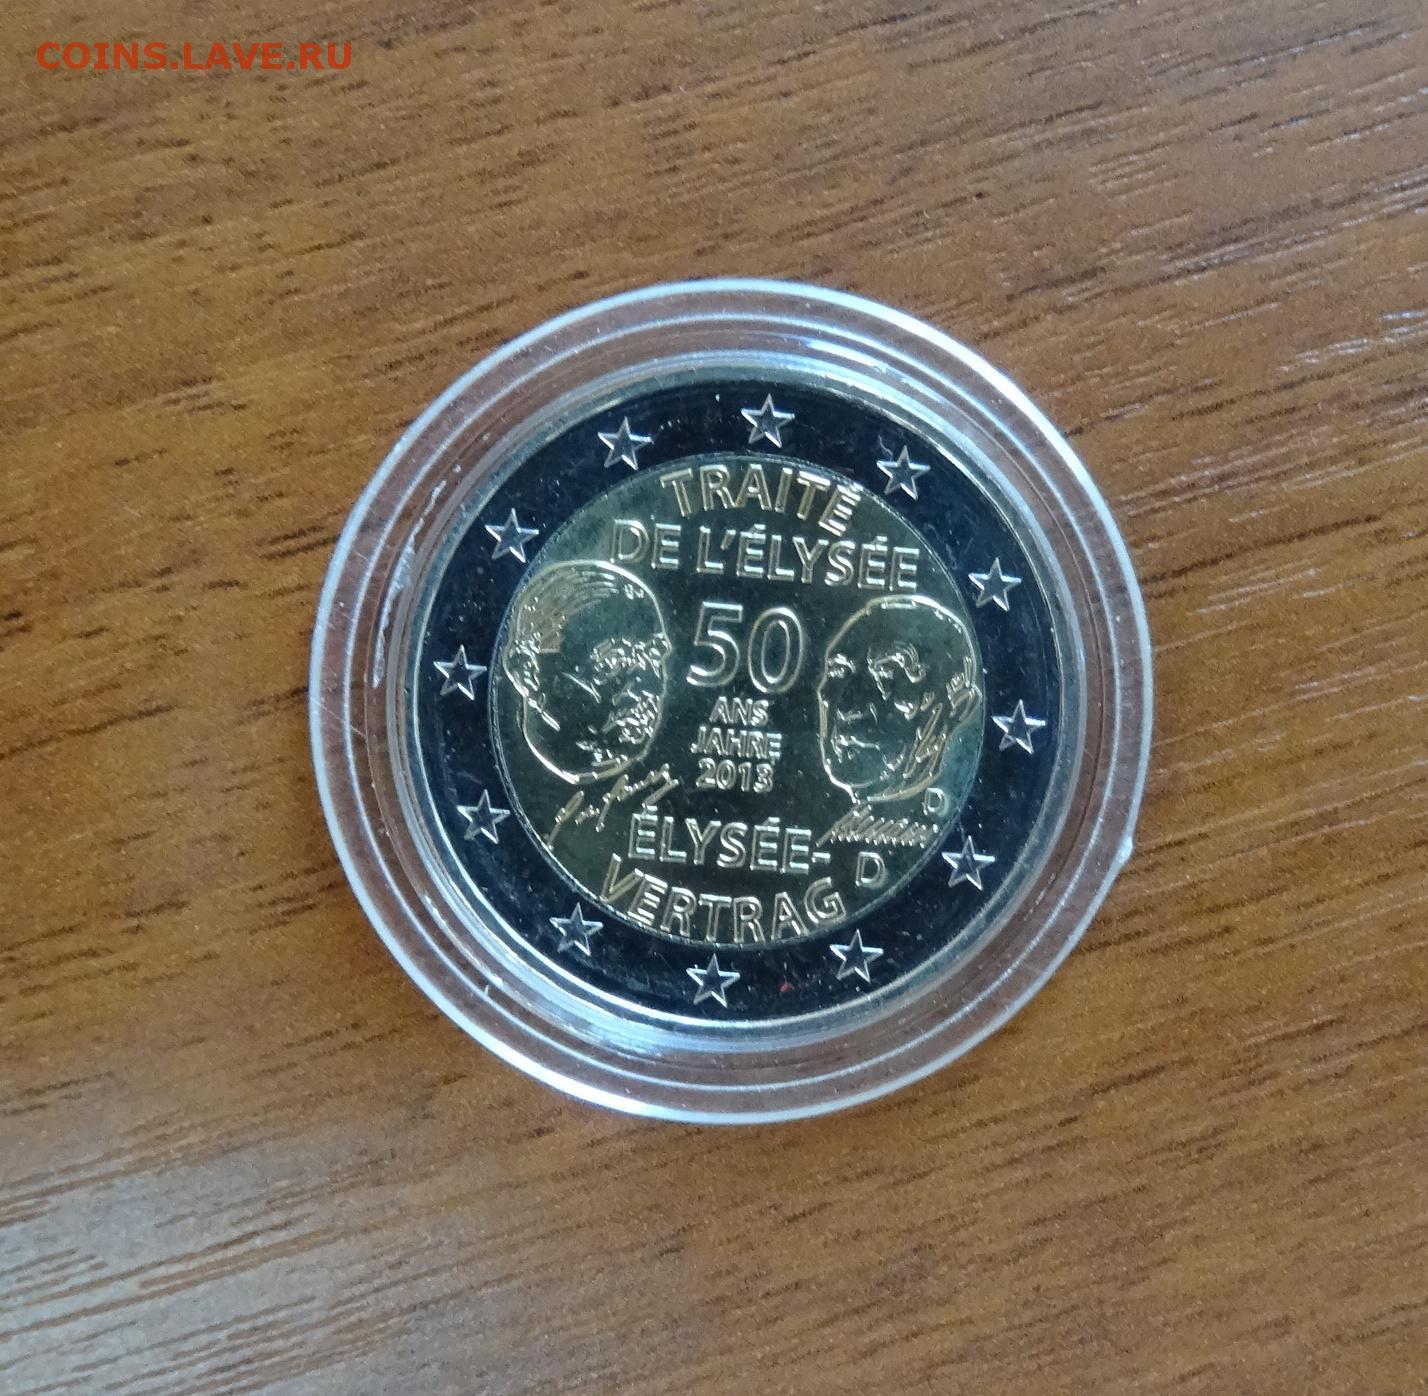 COINS.LAVE.RU
TRAITÉ
DE L'ÉLYSÉE
50
ANS
JAHRE
2013
D
ÉLYSÉE-
D
VERTRAG